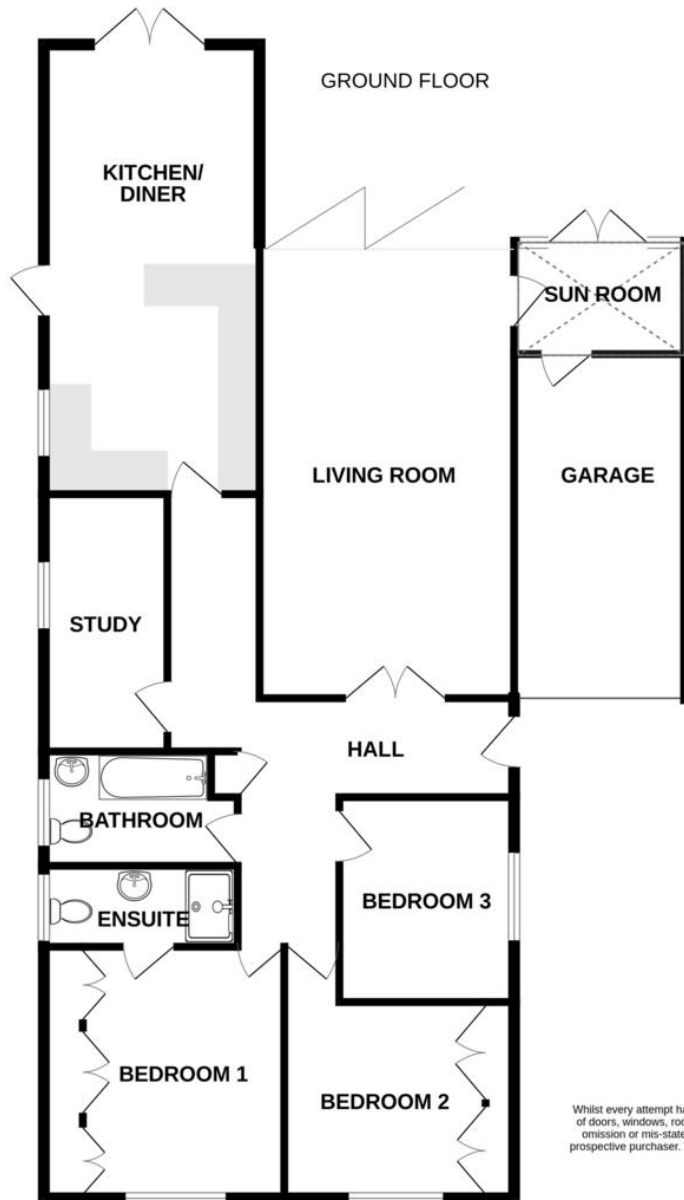 GROUND FLOOR
KITCHEN/
DINER
SUN ROOM
LIVING ROOM
GARAGE
STUDY
HALL
BATHROOM
BEDROOM 3
ENSUITE
BEDROOM 1
BEDROOM 2
Whilst every attempt ha
of doors, windows, roo
omission or mis-state
prospective purchaser.